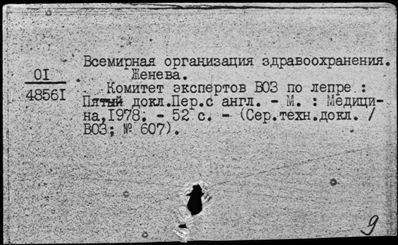 Всемирная организация здравоохранения.
Женева.
01
48561
Комитет экспертов ВОЗ по лепре :
Пятый докл.Пер.с англ. - М. : Медици-
на,1978. - 52 с. - (Сер.техн.докл. /
ВОЗ; № 607).
9